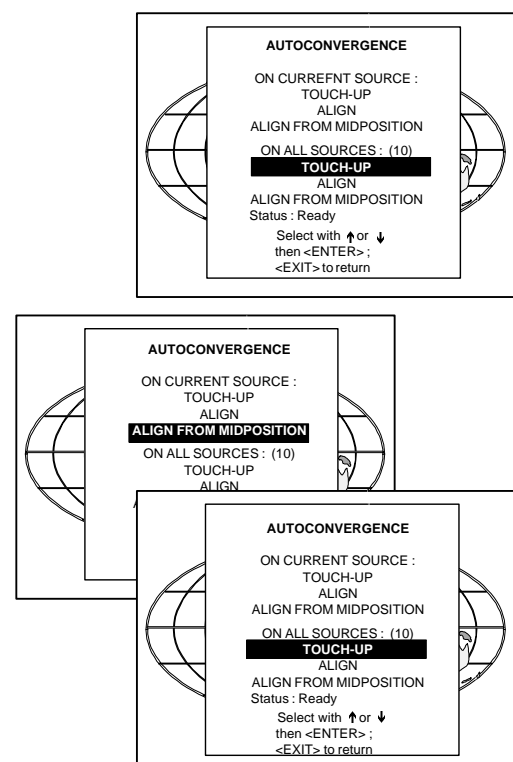 AUTOCONVERGENCE
ON CURREFNT SOURCE :
TOUCH-UP
ALIGN
ALIGN FROM MIDPOSITION
ON ALL SOURCES : (10)
TOUCH-UP
ALIGN
ALIGN FROM MIDPOSITION
Status : Ready
Select with ↑ or ↓
then <ENTER> ;
<EXIT> to return
AUTOCONVERGENCE
ON CURRENT SOURCE :
TOUCH-UP
ALIGN
ALIGN FROM MIDPOSITION
ON ALL SOURCES : (10)
TOUCH-UP
ALIGN
AUTOCONVERGENCE
ON CURRENT SOURCE :
TOUCH-UP
ALIGN
ALIGN FROM MIDPOSITION
ON ALL SOURCES : (10)
TOUCH-UP
ALIGN
ALIGN FROM MIDPOSITION
Status : Ready
Select with ↑ or ↓
then <ENTER> ;
<EXIT> to return